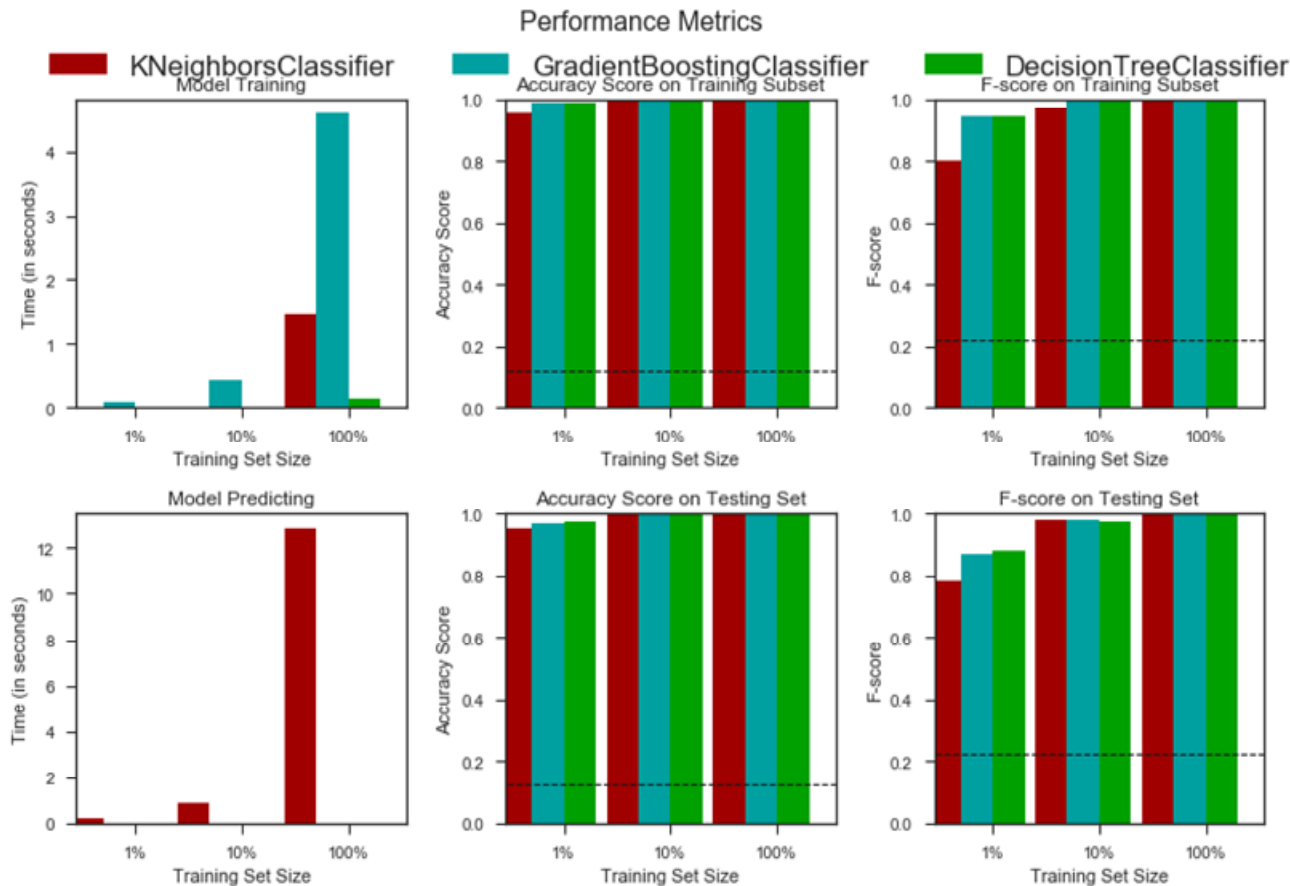 Performance Metrics
KNeighborsClassifier GradientBoostingClassifier DecisionTreeClassifier
Model Training
4
3
2
1
0
Time (in seconds)
1% 10% 100%
Training Set Size
Accuracy Score on Training Subset
1.0
0.8
0.6
0.4
0.2
0.0
Accuracy Score
1% 10% 100%
Training Set Size
F-score on Training Subset
1.0
0.8
0.6
0.4
0.2
0.0
F-score
1% 10% 100%
Training Set Size
Model Predicting
12
10
8
6
4
2
0
Time (in seconds)
1% 10% 100%
Training Set Size
Accuracy Score on Testing Set
1.0
0.8
0.6
0.4
0.2
0.0
Accuracy Score
1% 10% 100%
Training Set Size
F-score on Testing Set
1.0
0.8
0.6
0.4
0.2
0.0
F-score
1% 10% 100%
Training Set Size